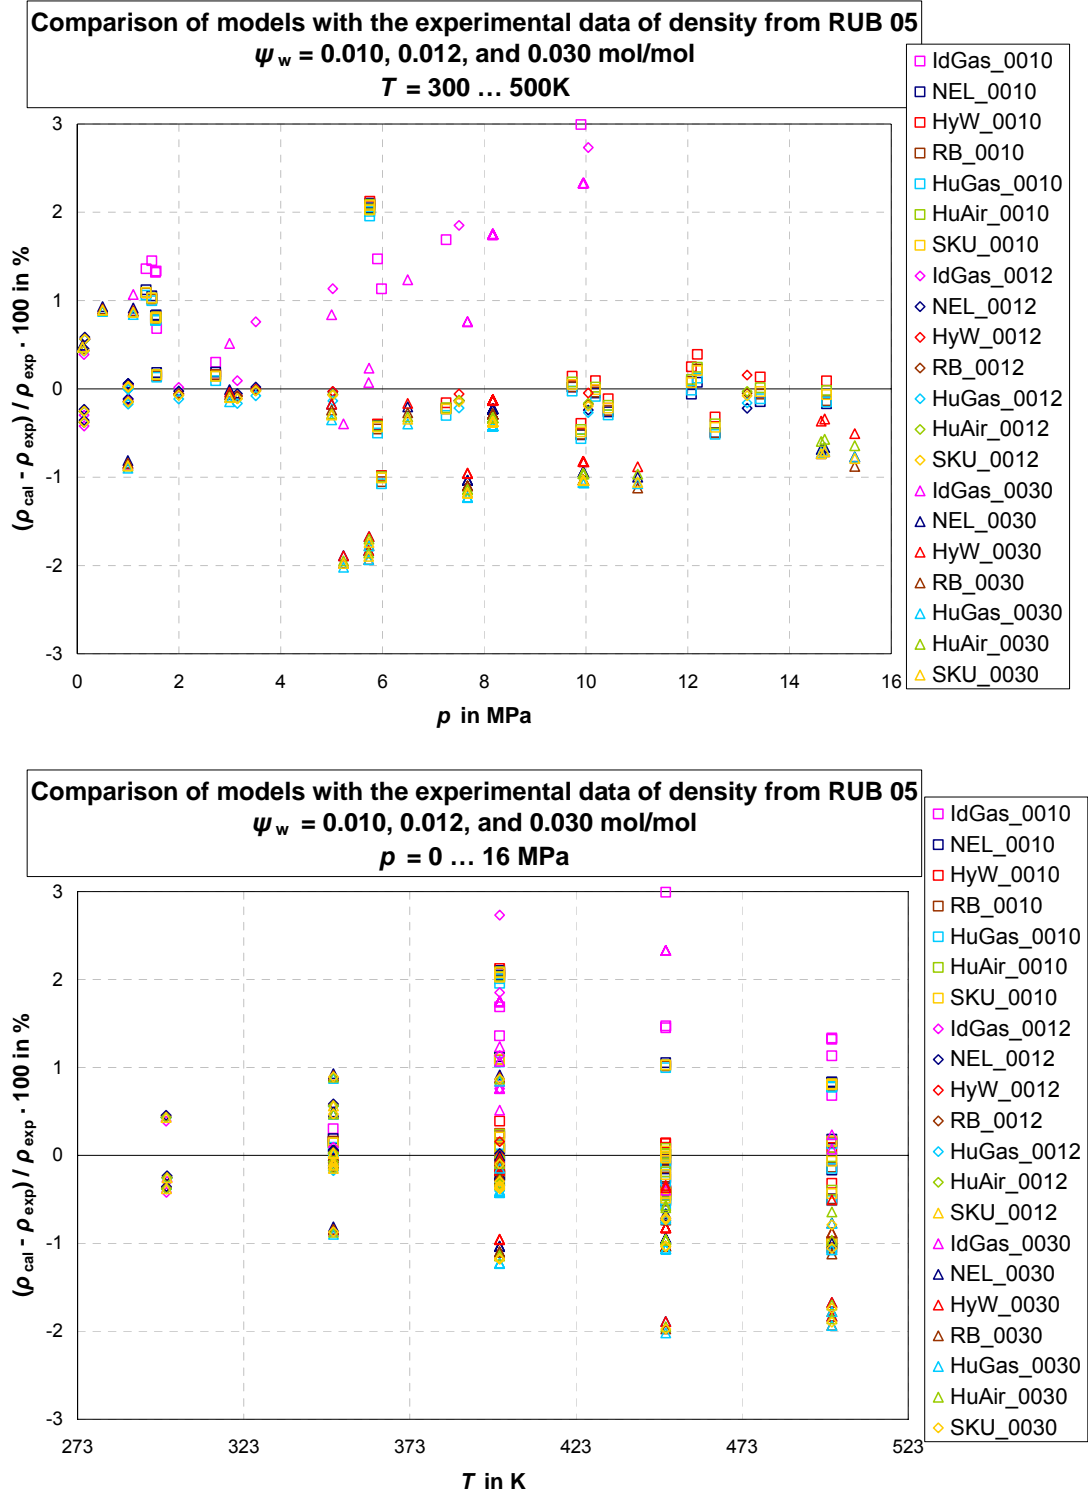 Comparison of models with the experimental data of density from RUB 05
ψ w = 0.010, 0.012, and 0.030 mol/mol
T = 300 … 500K
(ρ cal - ρ exp) / ρ exp · 100 in %
3
2
1
0
-1
-2
-3
0 2 4 6 8 10 12 14 16
p in MPa
IdGas_0010
NEL_0010
HyW_0010
RB_0010
HuGas_0010
HuAir_0010
SKU_0010
IdGas_0012
NEL_0012
HyW_0012
RB_0012
HuGas_0012
HuAir_0012
SKU_0012
IdGas_0030
NEL_0030
HyW_0030
RB_0030
HuGas_0030
HuAir_0030
SKU_0030
Comparison of models with the experimental data of density from RUB 05
ψ w = 0.010, 0.012, and 0.030 mol/mol
p = 0 … 16 MPa
(ρ cal - ρ exp) / ρ exp · 100 in %
3
2
1
0
-1
-2
-3
273 323 373 423 473 523
T in K
IdGas_0010
NEL_0010
HyW_0010
RB_0010
HuGas_0010
HuAir_0010
SKU_0010
IdGas_0012
NEL_0012
HyW_0012
RB_0012
HuGas_0012
HuAir_0012
SKU_0012
IdGas_0030
NEL_0030
HyW_0030
RB_0030
HuGas_0030
HuAir_0030
SKU_0030